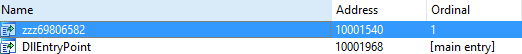 Name Address Ordinal
zzz69806582 10001540 1
DllEntryPoint 10001968 [main entry]